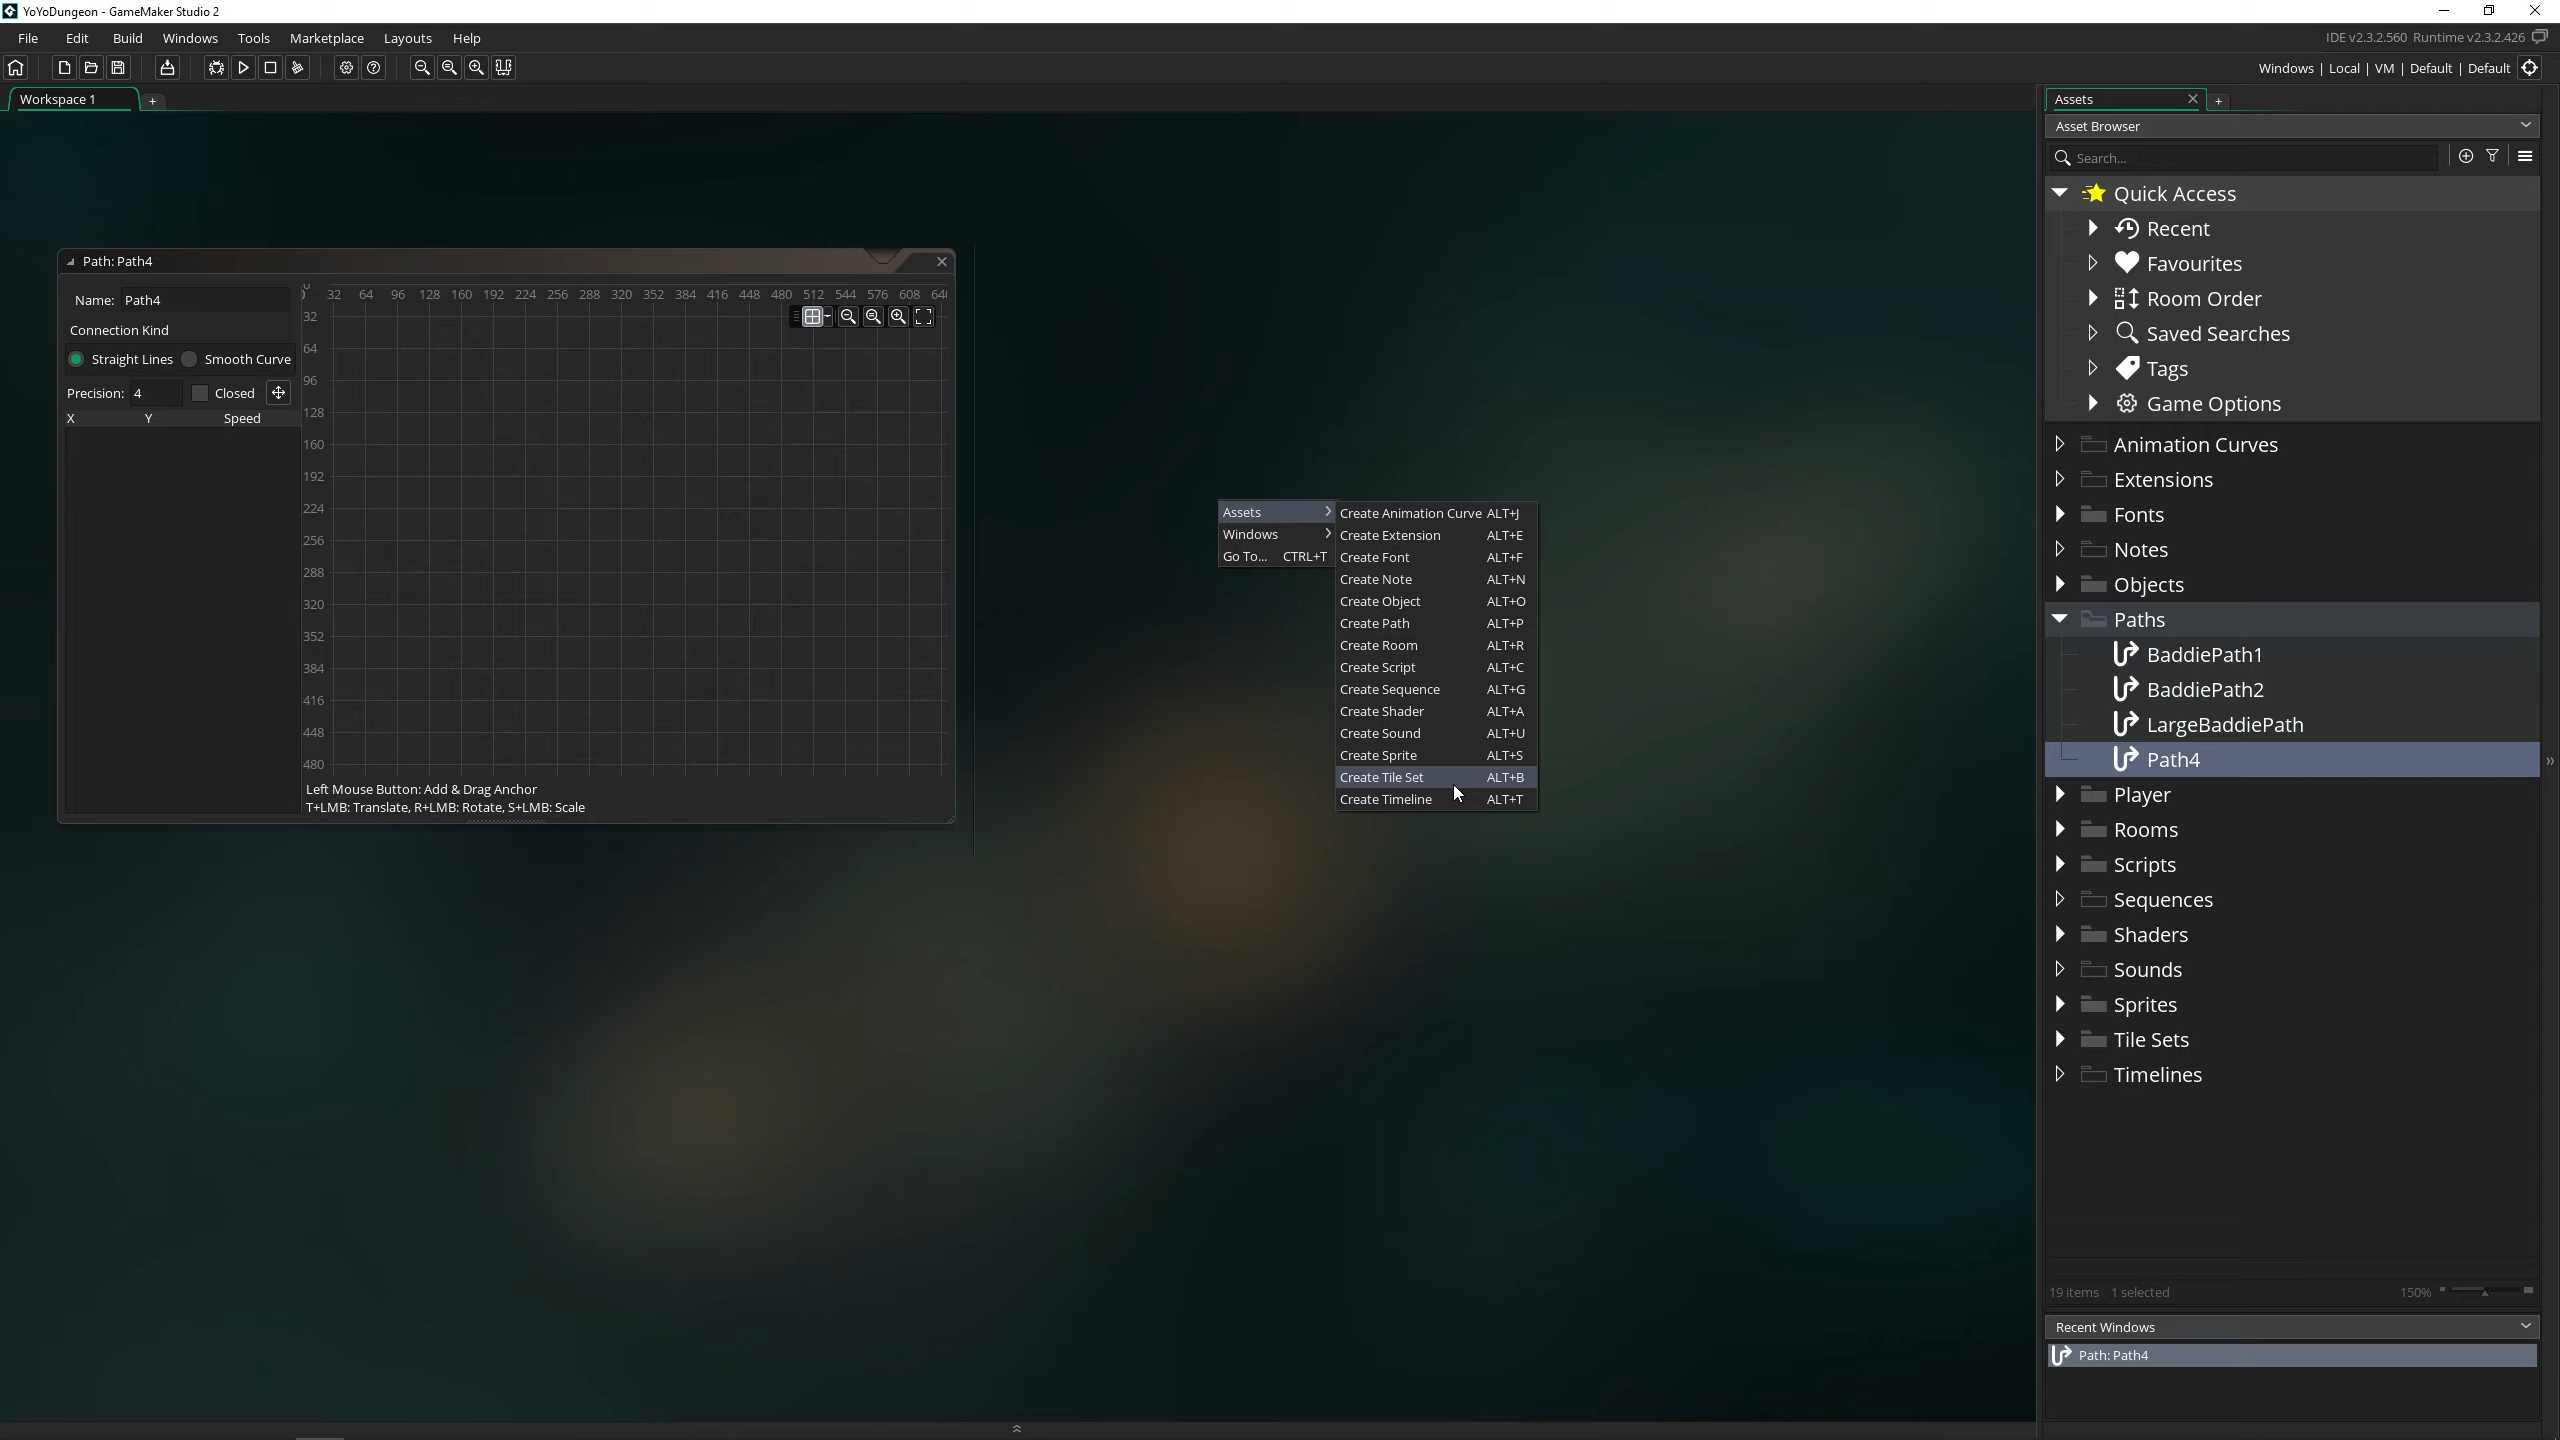 YoYoDungeon - GameMaker Studio 2
File Edit Build Windows Tools Marketplace Layouts Help
IDE v2.3.2.560 Runtime v2.3.2.426
Windows | Local | VM | Default | Default
Workspace 1
+
Assets
+
Asset Browser
Search...
Quick Access
Recent
Favourites
Room Order
Saved Searches
Tags
Game Options
Animation Curves
Extensions
Fonts
Notes
Objects
Paths
BaddiePath1
BaddiePath2
LargeBaddiePath
Path4
Player
Rooms
Scripts
Sequences
Shaders
Sounds
Sprites
Tile Sets
Timelines
19 items 1 selected
150%
Recent Windows
Path: Path4
Path: Path4
Name: Path4
Connection Kind
Straight Lines Smooth Curve
Precision: 4 Closed
X Y Speed
32 64 96 128 160 192 224 256 288 320 352 384 416 448 480 512 544 576 608
32
64
96
128
160
192
224
256
288
320
352
384
416
448
480
Left Mouse Button: Add & Drag Anchor
T+LMB: Translate, R+LMB: Rotate, S+LMB: Scale
Assets
Windows
Go To... CTRL+T
Create Animation Curve ALT+J
Create Extension ALT+E
Create Font ALT+F
Create Note ALT+N
Create Object ALT+O
Create Path ALT+P
Create Room ALT+R
Create Script ALT+C
Create Sequence ALT+G
Create Shader ALT+A
Create Sound ALT+U
Create Sprite ALT+S
Create Tile Set ALT+B
Create Timeline ALT+T